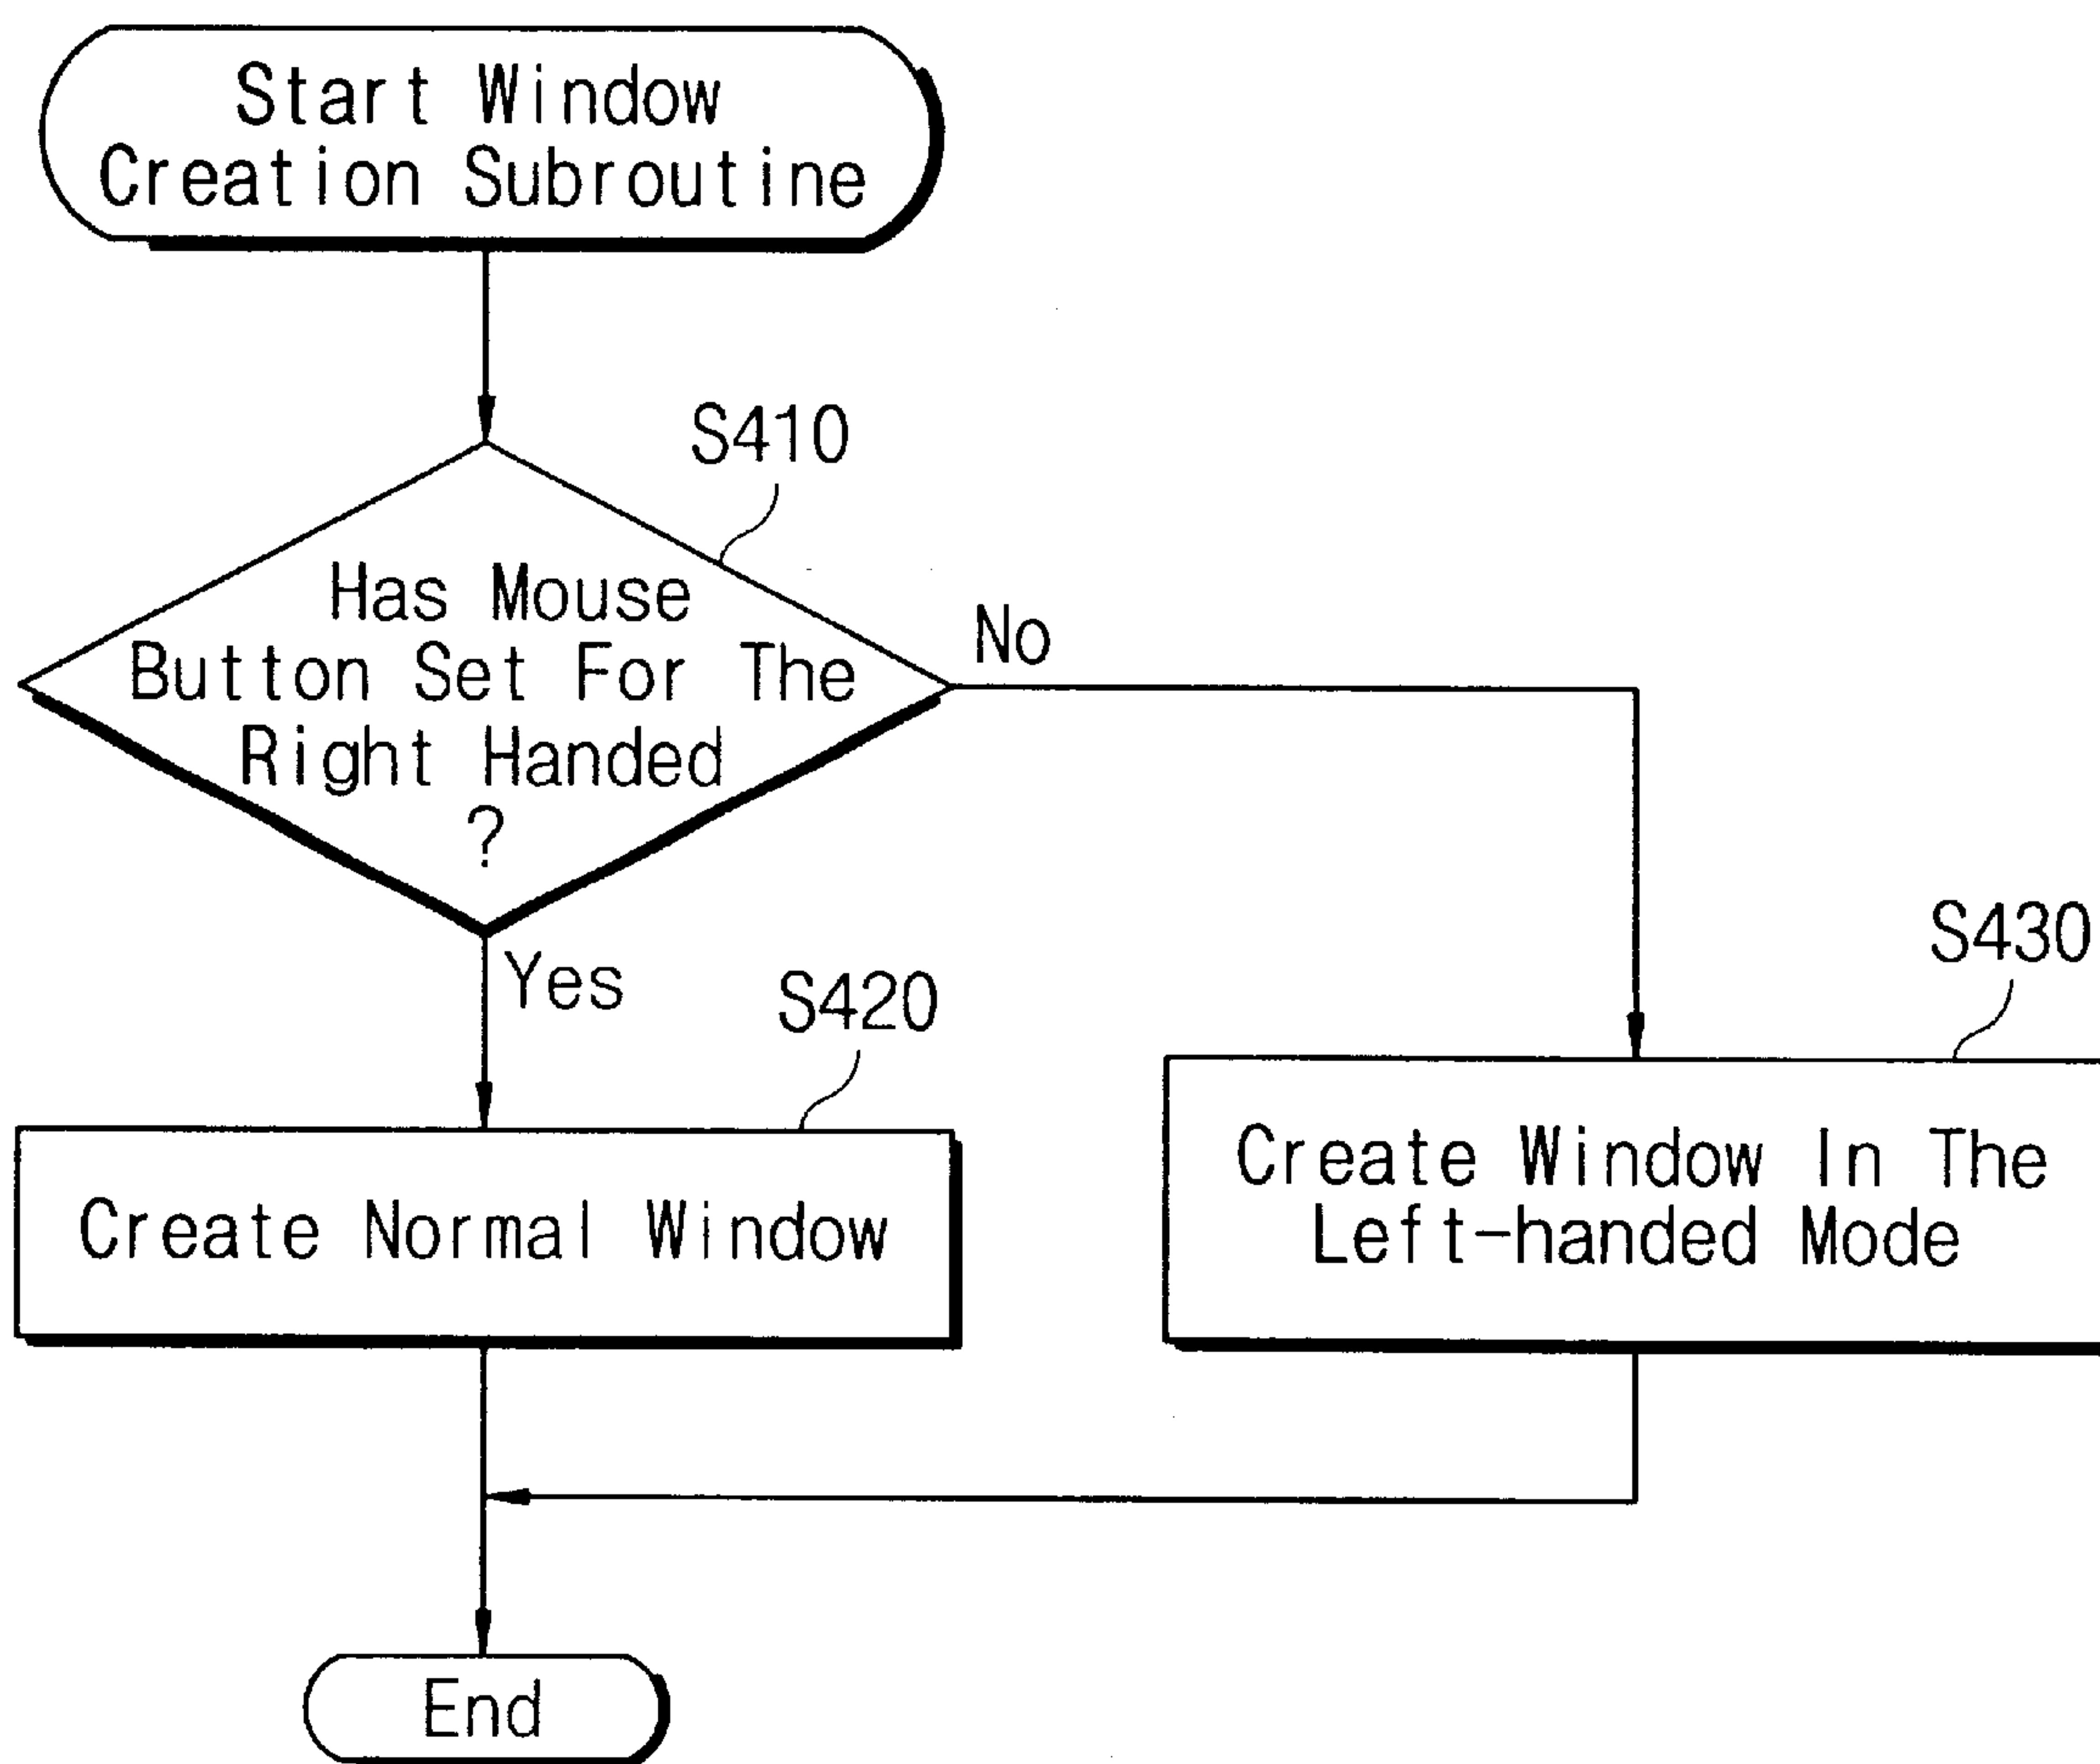 Start Window
Creation Subroutine
S410
Has Mouse
Button Set For The
Right Handed
?
No
Yes
S420
S430
Create Normal Window
Create Window In The
Left-handed Mode
End